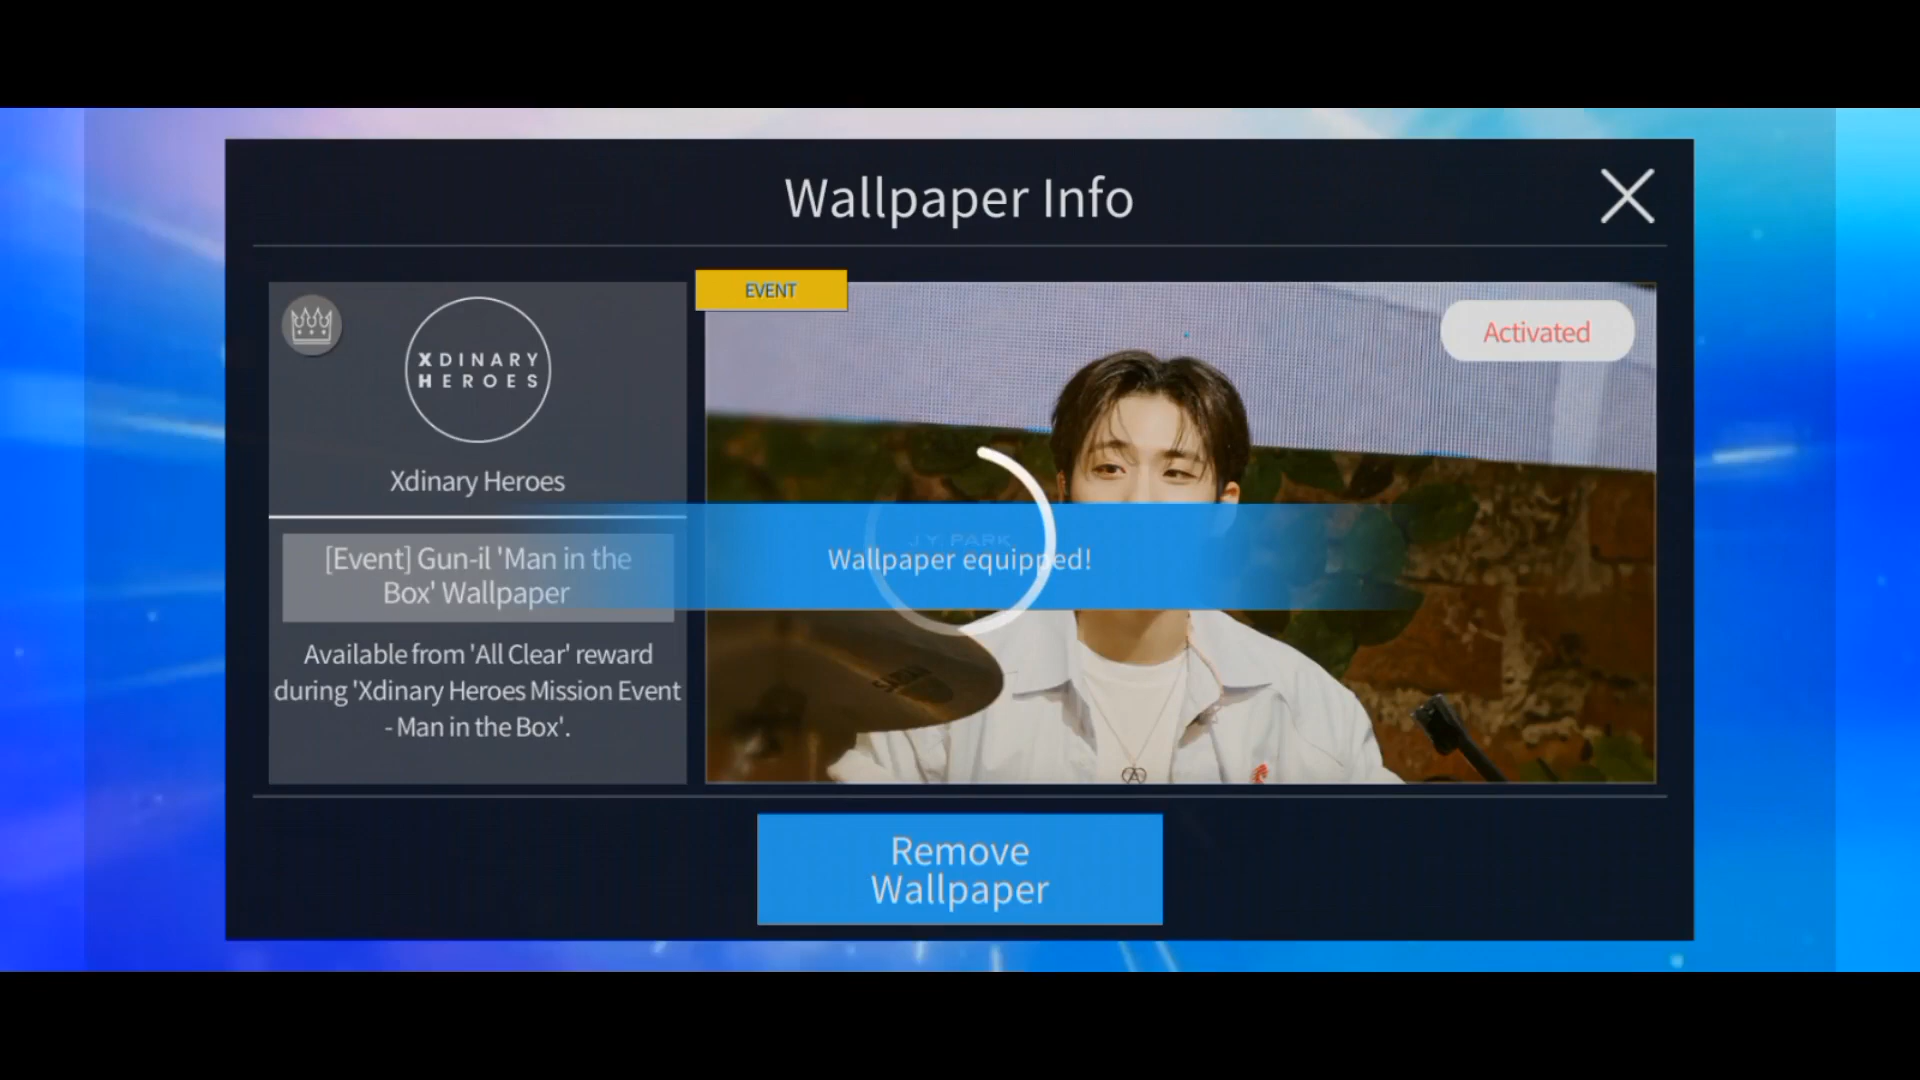 Wallpaper Info
EVENT
Activated
XDINARY
HEROES
Xdinary Heroes
[Event] Gun-il 'Man in the
Box' Wallpaper
Available from 'All Clear' reward
during 'Xdinary Heroes Mission Event
- Man in the Box'.
J.Y. PARK
Wallpaper equipped!
Remove
Wallpaper